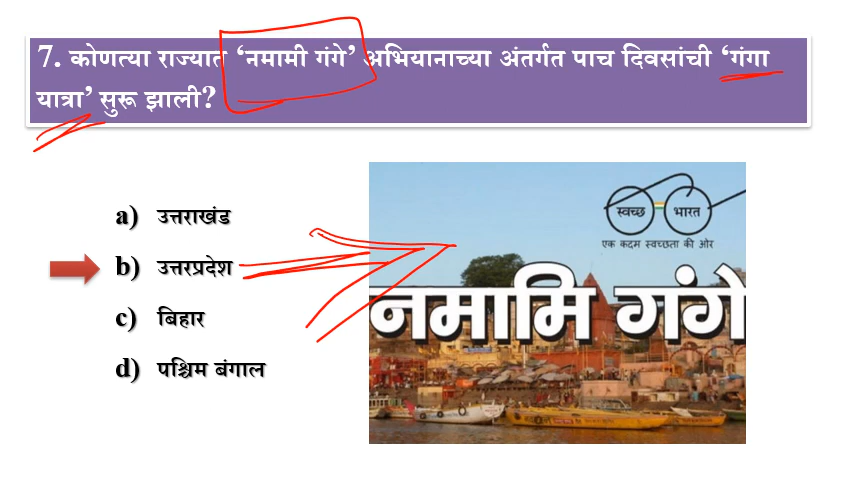 7. कोणत्या राज्यात ‘नमामी गंगे’ अभियानाच्या अंतर्गत पाच दिवसांची ‘गंगा
यात्रा’ सुरू झाली?
a) उत्तराखंड
b) उत्तरप्रदेश
c) बिहार
d) पश्चिम बंगाल
स्वच्छ भारत
एक कदम स्वच्छता की ओर
नमामि गंगे